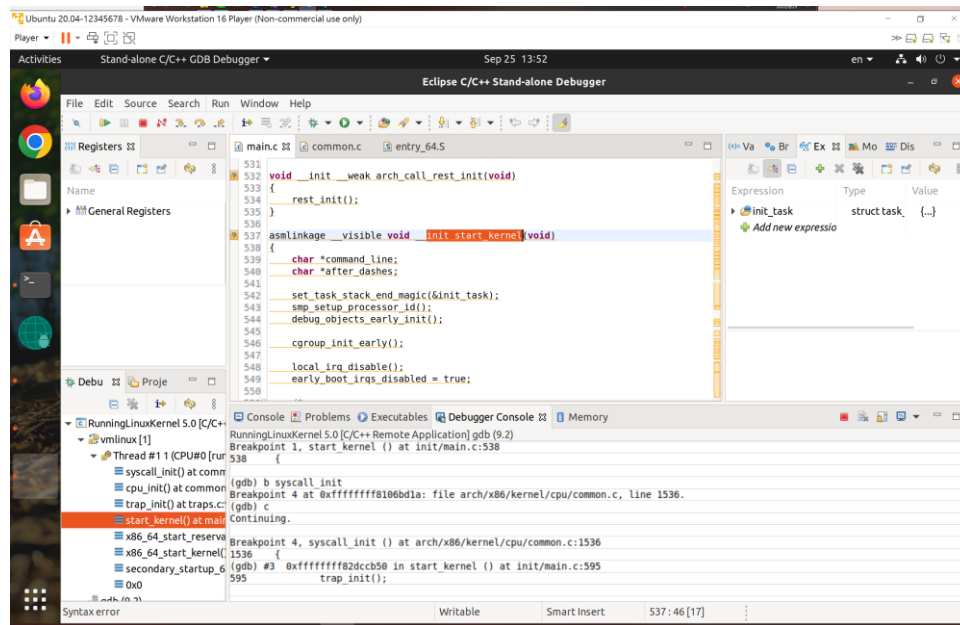 Ubuntu 20.04-12345678 - VMware Workstation 16 Player (Non-commercial use only)
Player
Activities Stand-alone C/C++ GDB Debugger Sep 25 13:52 en
Eclipse C/C++ Stand-alone Debugger
File Edit Source Search Run Window Help
Registers
Name
General Registers
main.c common.c entry_64.S
531
532 void __init __weak arch_call_rest_init(void)
533 {
534 rest_init();
535 }
536
537 asmlinkage __visible void __init start_kernel(void)
538 {
539 char *command_line;
540 char *after_dashes;
541
542 set_task_stack_end_magic(&init_task);
543 smp_setup_processor_id();
544 debug_objects_early_init();
545
546 cgroup_init_early();
547
548 local_irq_disable();
549 early_boot_irqs_disabled = true;
550
Va Br Ex Mo Dis
Expression Type Value
init_task struct task_ {...}
Add new expressio
Debu Proje
RunningLinuxKernel 5.0 [C/C++
vmlinux [1]
Thread #1 1 (CPU#0 [run
syscall_init() at comm
cpu_init() at common
trap_init() at traps.c:
start_kernel() at main
x86_64_start_reserva
x86_64_start_kernel()
secondary_startup_6
0x0
gdb (9.2)
Console Problems Executables Debugger Console Memory
RunningLinuxKernel 5.0 [C/C++ Remote Application] gdb (9.2)
Breakpoint 1, start_kernel () at init/main.c:538
538 {
(gdb) b syscall_init
Breakpoint 4 at 0xffffffff8106bd1a: file arch/x86/kernel/cpu/common.c, line 1536.
(gdb) c
Continuing.
Breakpoint 4, syscall_init () at arch/x86/kernel/cpu/common.c:1536
1536 {
(gdb) #3 0xffffffff82dccb50 in start_kernel () at init/main.c:595
595 trap_init();
Syntax error Writable Smart Insert 537 : 46 [17]